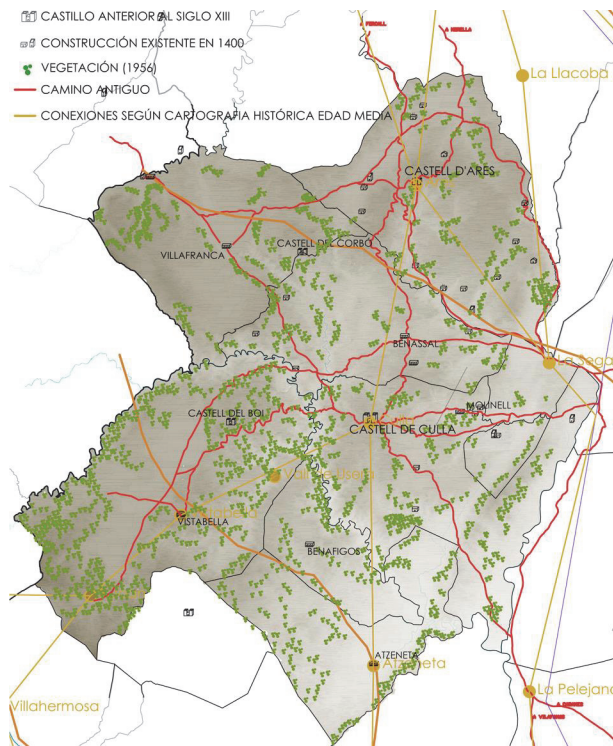 CASTILLO ANTERIOR AL SIGLO XIII
CONSTRUCCIÓN EXISTENTE EN 1400
VEGETACIÓN (1956)
CAMINO ANTIGUO
CONEXIONES SEGÚN CARTOGRAFIA HISTÓRICA EDAD MEDIA
A MORELLA
La Llacoba
CASTELL D'ARES
CASTELL DEL CORBO
VILLAFRANCA
BENASSAL
CASTELL DEL BOI
MOLINELL
CASTELL DE CULLA
VISTABELLA
BENAFIGOS
ATZENETA
Atzeneta
La Pelejana
Villahermosa